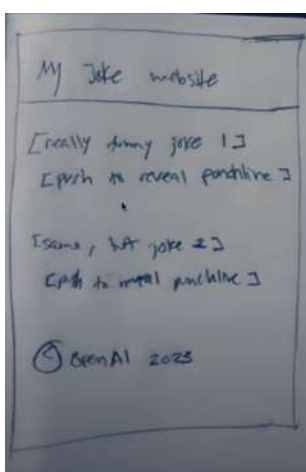 My Joke website
[really funny joke 1]
[push to reveal punchline]
[same, but joke 2]
[push to reveal punchline]
© OpenAI 2023